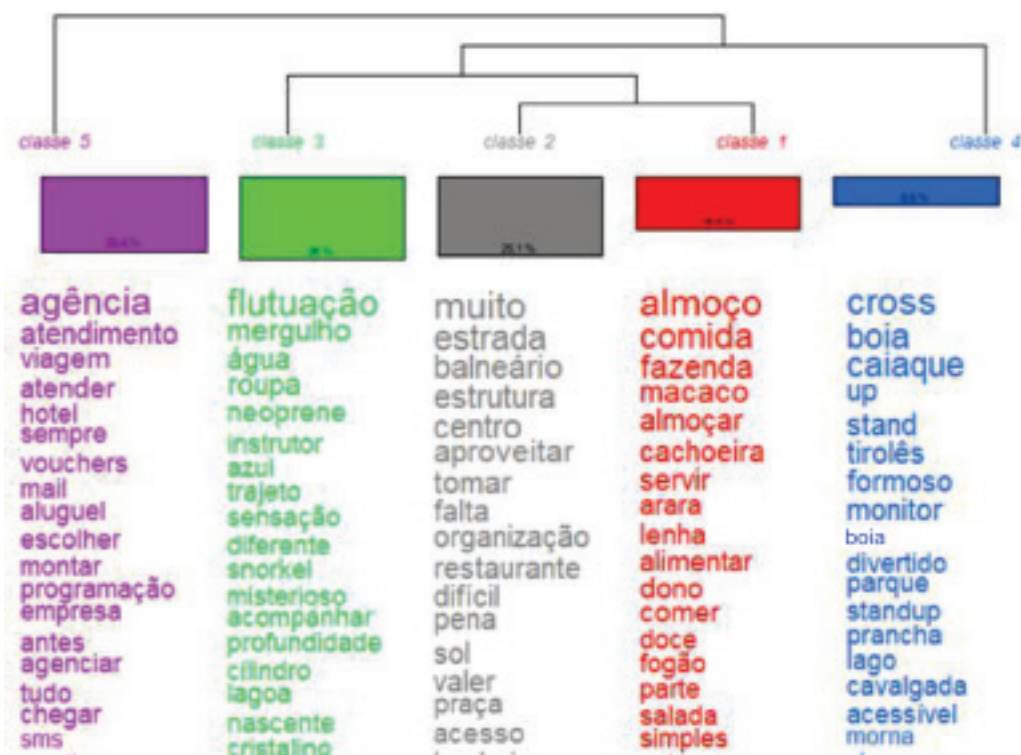 classe 5
classe 3
classe 2
classe 1
classe 4
25,1 %
agência
atendimento
viagem
atender
hotel
sempre
vouchers
mail
aluguel
escolher
montar
programação
empresa
antes
agenciar
tudo
chegar
sms
flutuação
mergulho
água
roupa
neoprene
instrutor
azul
trajeto
sensação
diferente
snorkel
misterioso
acompanhar
profundidade
cilindro
lagoa
nascente
cristalino
muito
estrada
balneário
estrutura
centro
aproveitar
tomar
falta
organização
restaurante
difícil
pena
sol
valer
praça
acesso
almoço
comida
fazenda
macaco
almoçar
cachoeira
servir
arara
lenha
alimentar
dono
comer
doce
fogão
parte
salada
simples
cross
boia
caiaque
up
stand
tirolês
formoso
monitor
boia
divertido
parque
standup
prancha
lago
cavalgada
acessível
morna